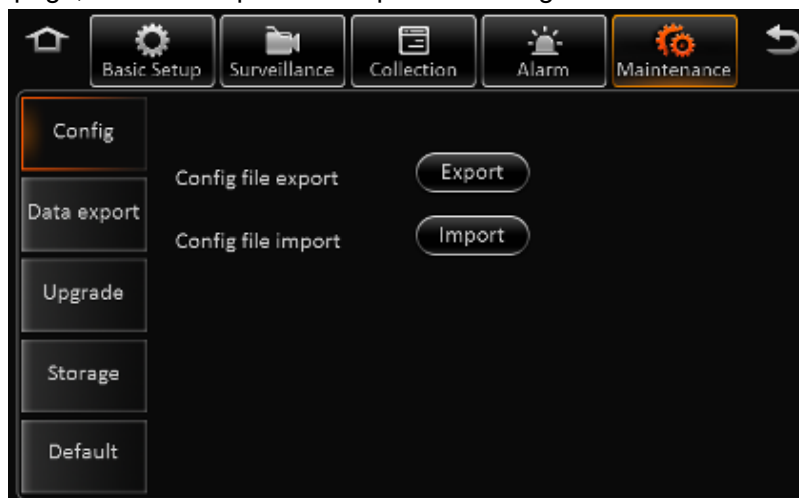 Basic Setup Surveillance Collection Alarm Maintenance
Config
Config file export Export
Data export
Config file import Import
Upgrade
Storage
Default